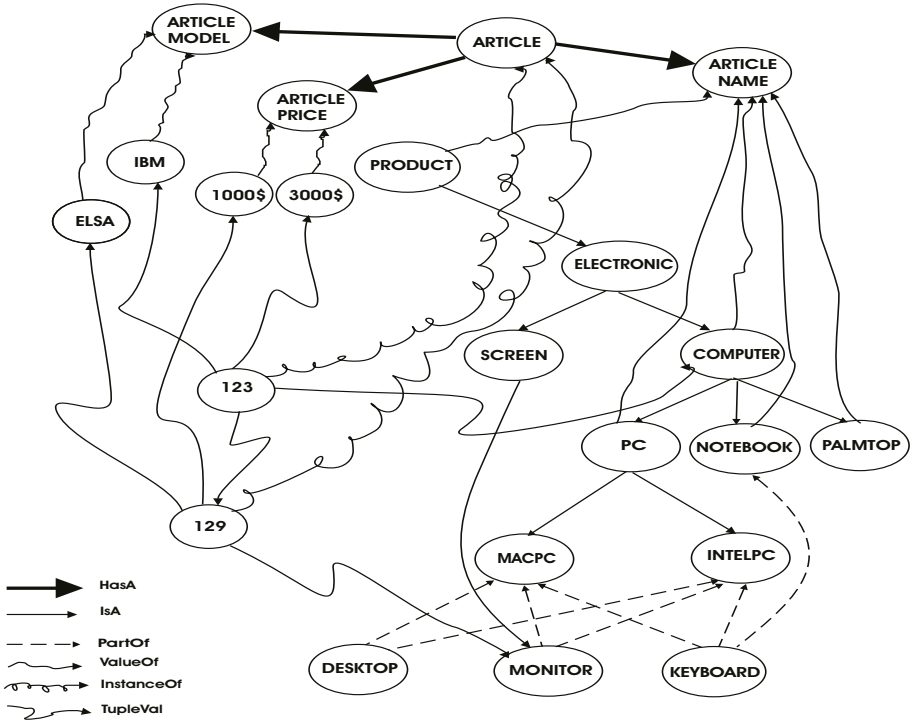 ARTICLE
MODEL
ARTICLE
ARTICLE
NAME
ARTICLE
PRICE
IBM
PRODUCT
1000$
3000$
ELSA
ELECTRONIC
SCREEN
COMPUTER
123
PC
NOTEBOOK
PALMTOP
129
MACPC
INTELPC
HasA
IsA
PartOf
ValueOf
InstanceOf
TupleVal
DESKTOP
MONITOR
KEYBOARD